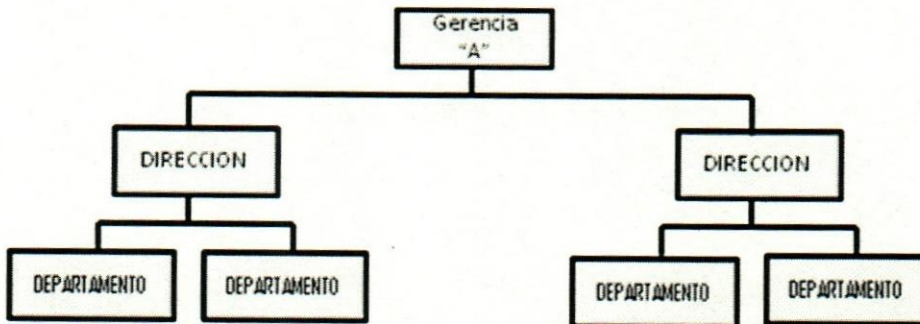 Gerencia
"A"
DIRECCION
DIRECCION
DEPARTAMENTO
DEPARTAMENTO
DEPARTAMENTO
DEPARTAMENTO